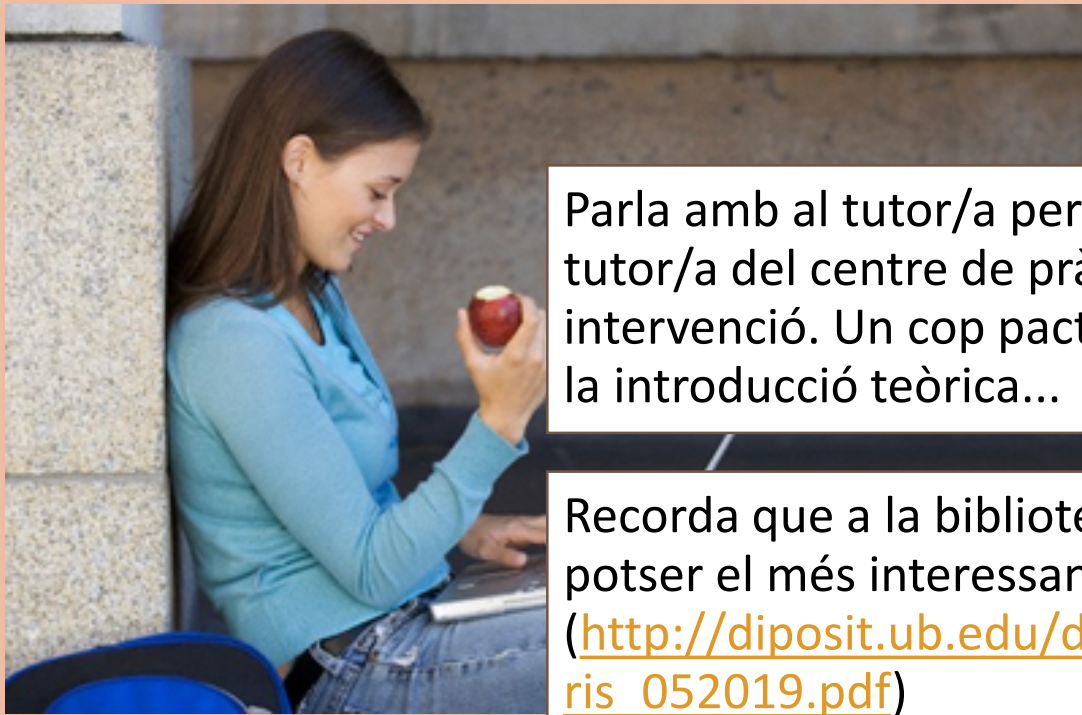 Parla amb al tutor/a per
tutor/a del centre de prà
intervenció. Un cop pact
la introducció teòrica...
Recorda que a la bibliote
potser el més interessan
(http://diposit.ub.edu/d
ris_052019.pdf)